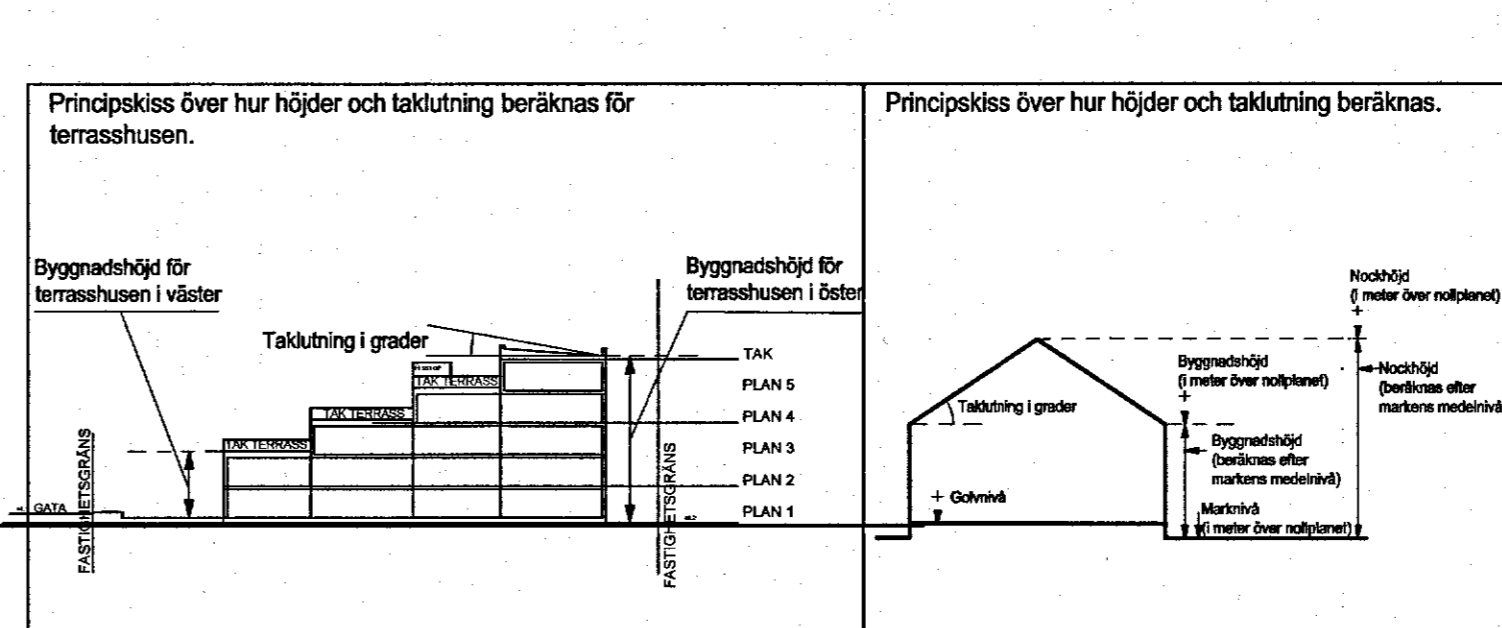 Principskiss över hur höjder och taklutning beräknas för
terrasshusen.
Byggnadshöjd för
terrasshusen i väster
Taklutning i grader
Byggnadshöjd för
terrasshusen i öster
TAK
PLAN 5
PLAN 4
PLAN 3
PLAN 2
PLAN 1
TAK TERRASS
TAK TERRASS
TAK TERRASS
GATA
FASTIGHETSGRÄNS
FASTIGHETSGRÄNS
Principskiss över hur höjder och taklutning beräknas.
Nockhöjd
(i meter över nollplanet)
+
Byggnadshöjd
(i meter över nollplanet)
+
Nockhöjd
(beräknas efter
markens medelnivå
Taklutning i grader
Byggnadshöjd
(beräknas efter
markens medelnivå)
+ Golvnivå
Marknivå
(i meter över nollplanet)